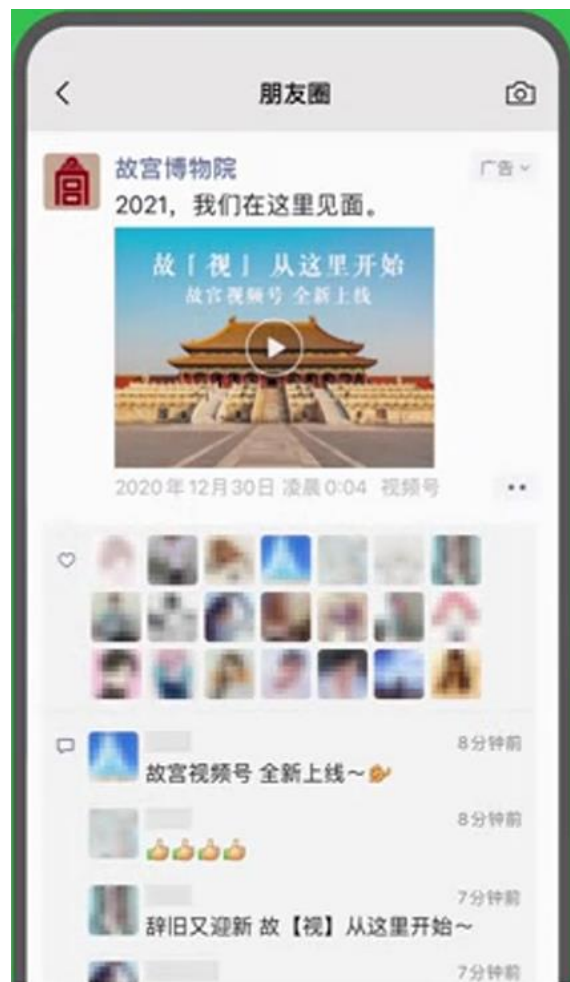 朋友圈
故宫博物院
广告
2021，我们在这里见面。
故「视」从这里开始
故宫视频号 全新上线
2020年12月30日 凌晨0:04 视频号
8分钟前
故宫视频号 全新上线～
8分钟前
7分钟前
辞旧又迎新 故【视】从这里开始～
7分钟前